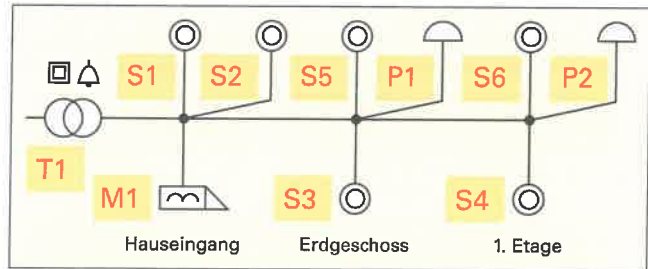 S1 S2 S5 P1 S6 P2
T1
M1 S3 S4
Hauseingang Erdgeschoss 1. Etage